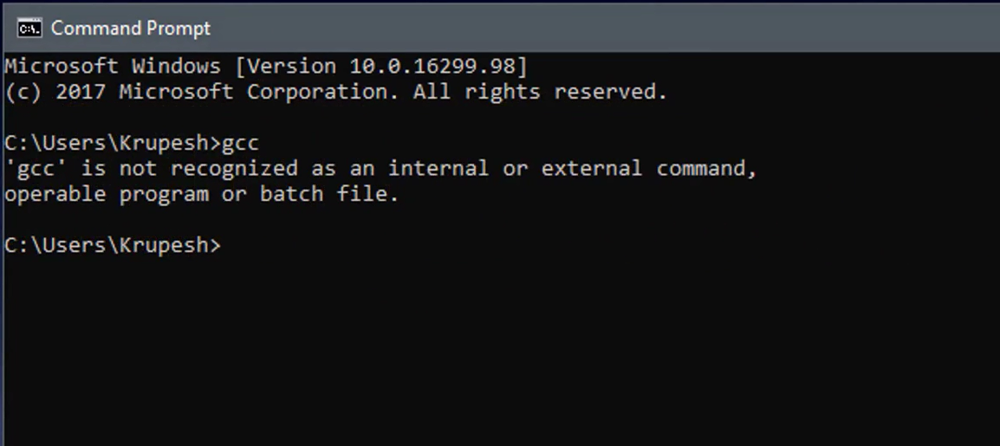 Command Prompt
Microsoft Windows [Version 10.0.16299.98]
(c) 2017 Microsoft Corporation. All rights reserved.
C:\Users\Krupesh>gcc
'gcc' is not recognized as an internal or external command,
operable program or batch file.
C:\Users\Krupesh>